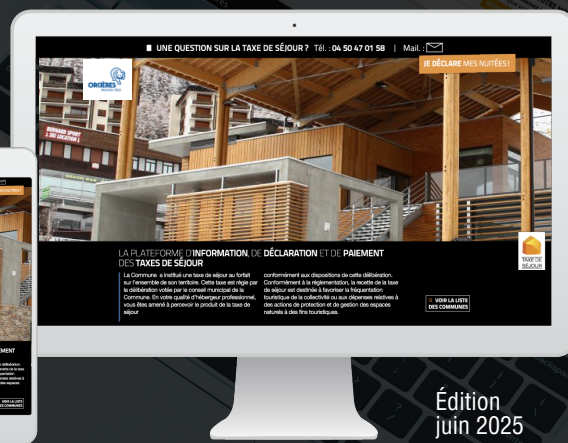 UNE QUESTION SUR LA TAXE DE SÉJOUR ? Tél. : 04 50 47 01 58 | Mail. :
JE DÉCLARE MES NUITÉES !
ORCIÈRES
BERNARD SPORT
SKI LOCATION
LA PLATEFORME D'INFORMATION, DE DÉCLARATION ET DE PAIEMENT
DES TAXES DE SÉJOUR
La Commune a institué une taxe de séjour au forfait
sur l'ensemble de son territoire. Cette taxe est régie par
la délibération votée par le conseil municipal de la
Commune. En votre qualité d'hébergeur professionnel,
vous êtes amené à percevoir le produit de la taxe de
séjour
conformément aux dispositions de cette délibération.
Conformément à la réglementation, la recette de la taxe
de séjour est destinée à favoriser la fréquentation
touristique de la collectivité ou aux dépenses relatives à
des actions de protection et de gestion des espaces
naturels à des fins touristiques.
TAXE DE
SÉJOUR
VOIR LA LISTE
DES COMMUNES
Édition
juin 2025